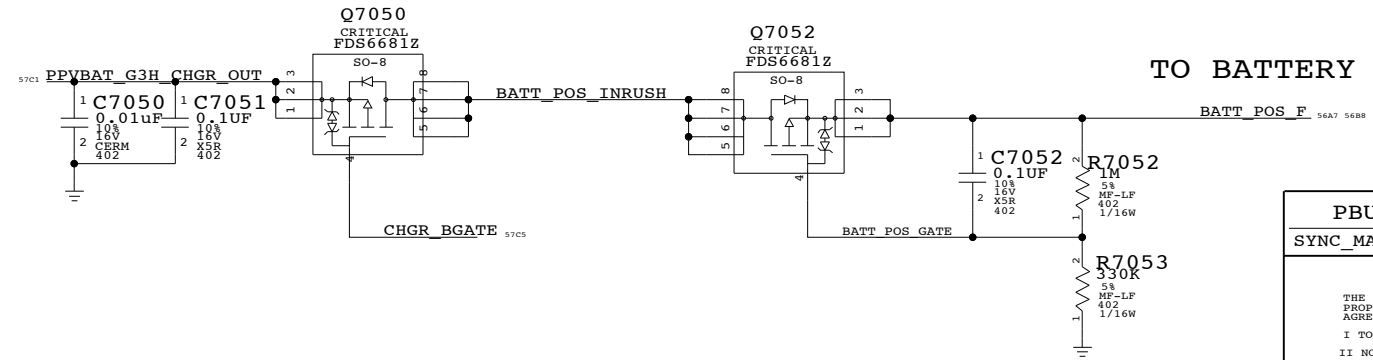 Q7050
CRITICAL
FDS6681Z
SO-8
57C1 PPVBAT_G3H_CHGR_OUT
3
2
1
8
7
6
5
4
1 C7050
0.01uF
10%
16V
2 CERM
402
1 C7051
0.1UF
10%
16V
2 X5R
402
CHGR_BGATE 57C5
BATT_POS_INRUSH
Q7052
CRITICAL
FDS6681Z
SO-8
8
7
6
5
3
2
1
4
TO BATTERY
BATT_POS_F 56A7 56B8
1 C7052
0.1UF
10%
16V
2 X5R
402
2 R7052
1M
5%
MF-LF
402
1 1/16W
BATT_POS_GATE
2 R7053
330K
5%
MF-LF
402
1 1/16W
PBU
SYNC_MA
THE
PROP
AGRE
I TO
II NO